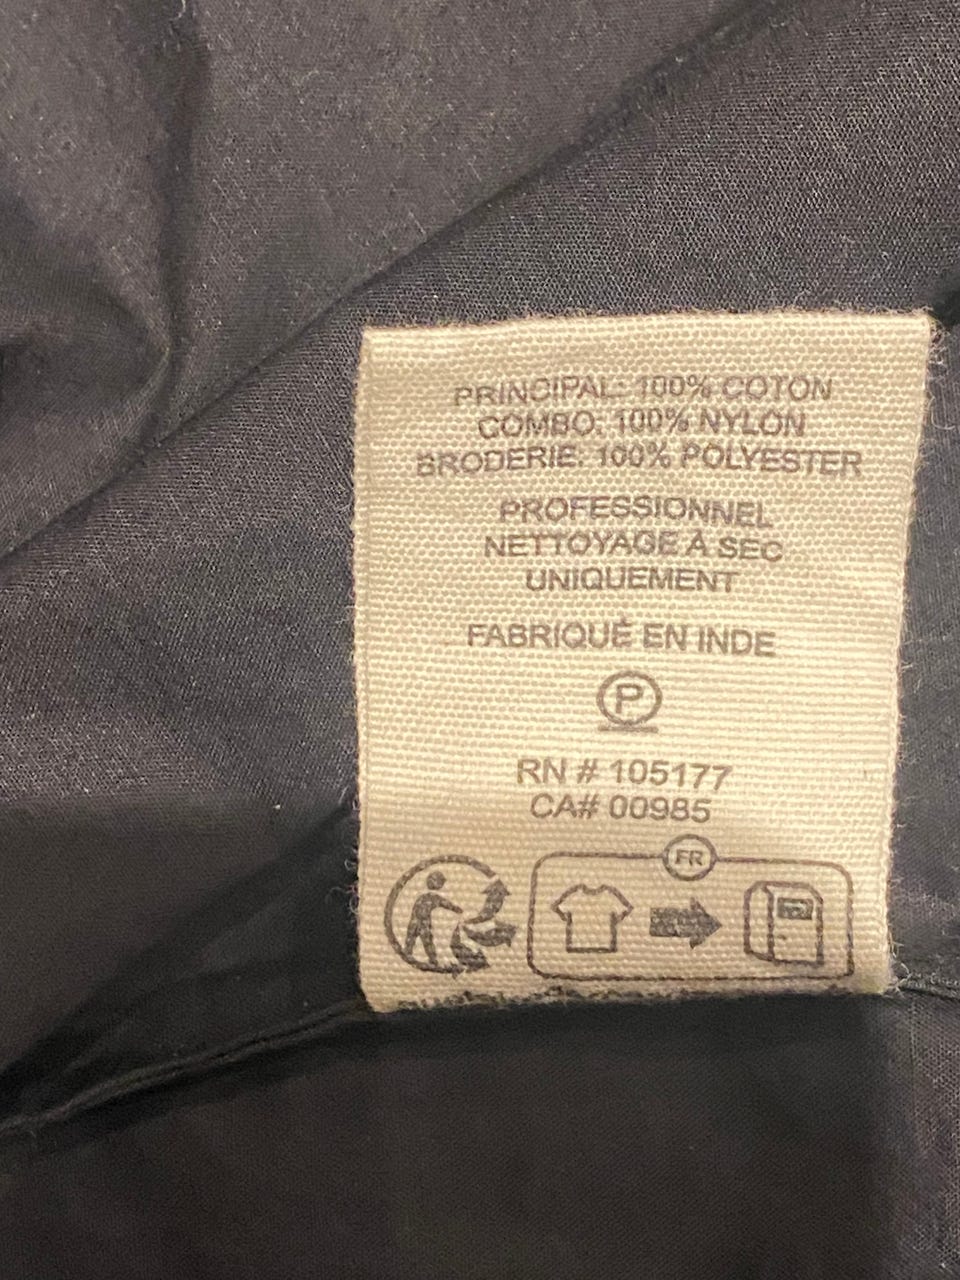 PRINCIPAL: 100% COTON
COMBO: 100% NYLON
BRODERIE: 100% POLYESTER
PROFESSIONNEL
NETTOYAGE À SEC
UNIQUEMENT
FABRIQUÉ EN INDE
P
RN # 105177
CA# 00985
FR